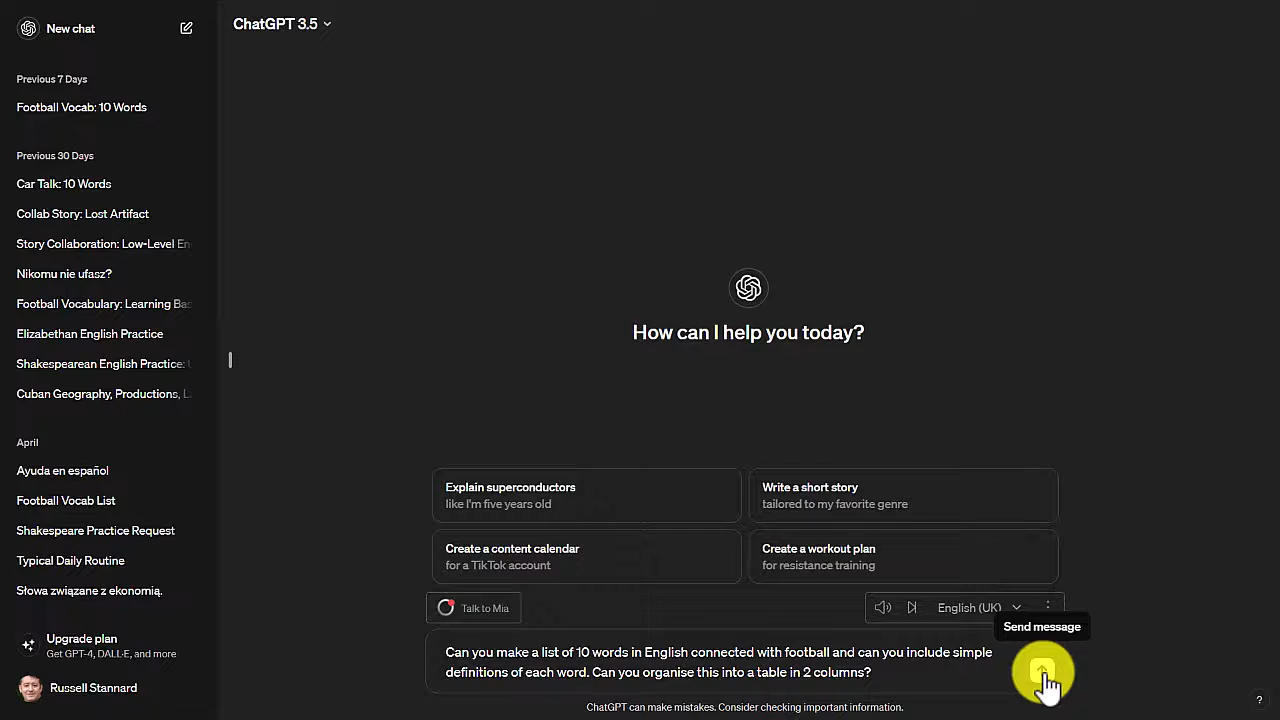 New chat
Previous 7 Days
Football Vocab: 10 Words
Previous 30 Days
Car Talk: 10 Words
Collab Story: Lost Artifact
Story Collaboration: Low-Level En
Nikomu nie ufasz?
Football Vocabulary: Learning Bas
Elizabethan English Practice
Shakespearean English Practice:
Cuban Geography, Productions, L
April
Ayuda en español
Football Vocab List
Shakespeare Practice Request
Typical Daily Routine
Słowa związane z ekonomią.
Upgrade plan
Get GPT-4, DALL·E, and more
Russell Stannard
ChatGPT 3.5
How can I help you today?
Explain superconductors
like I'm five years old
Write a short story
tailored to my favorite genre
Create a content calendar
for a TikTok account
Create a workout plan
for resistance training
Talk to Mia
English (UK)
Send message
Can you make a list of 10 words in English connected with football and can you include simple
definitions of each word. Can you organise this into a table in 2 columns?
ChatGPT can make mistakes. Consider checking important information.
?